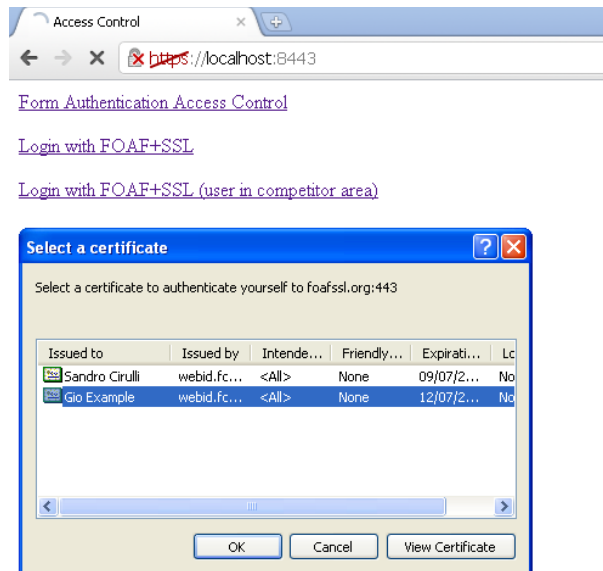 Access Control
https://localhost:8443
Form Authentication Access Control
Login with FOAF+SSL
Login with FOAF+SSL (user in competitor area)
Select a certificate
Select a certificate to authenticate yourself to foafssl.org:443
Issued to Issued by Intende... Friendly... Expirati... Lc
Sandro Cirulli webid.fc... <All> None 09/07/2... No
Gio Example webid.fc... <All> None 12/07/2... No
OK Cancel View Certificate